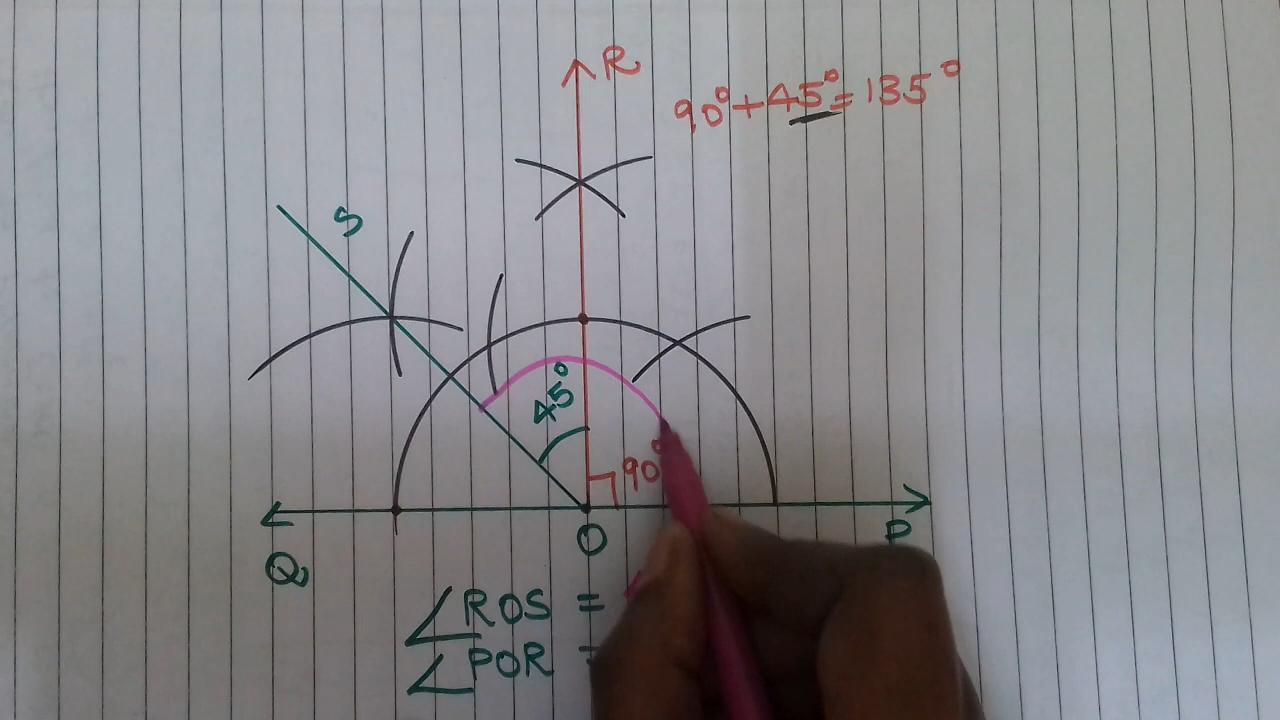 R
90°+45°=135°
S
45°
90°
O
P
Q
∠ROS =
∠POR =